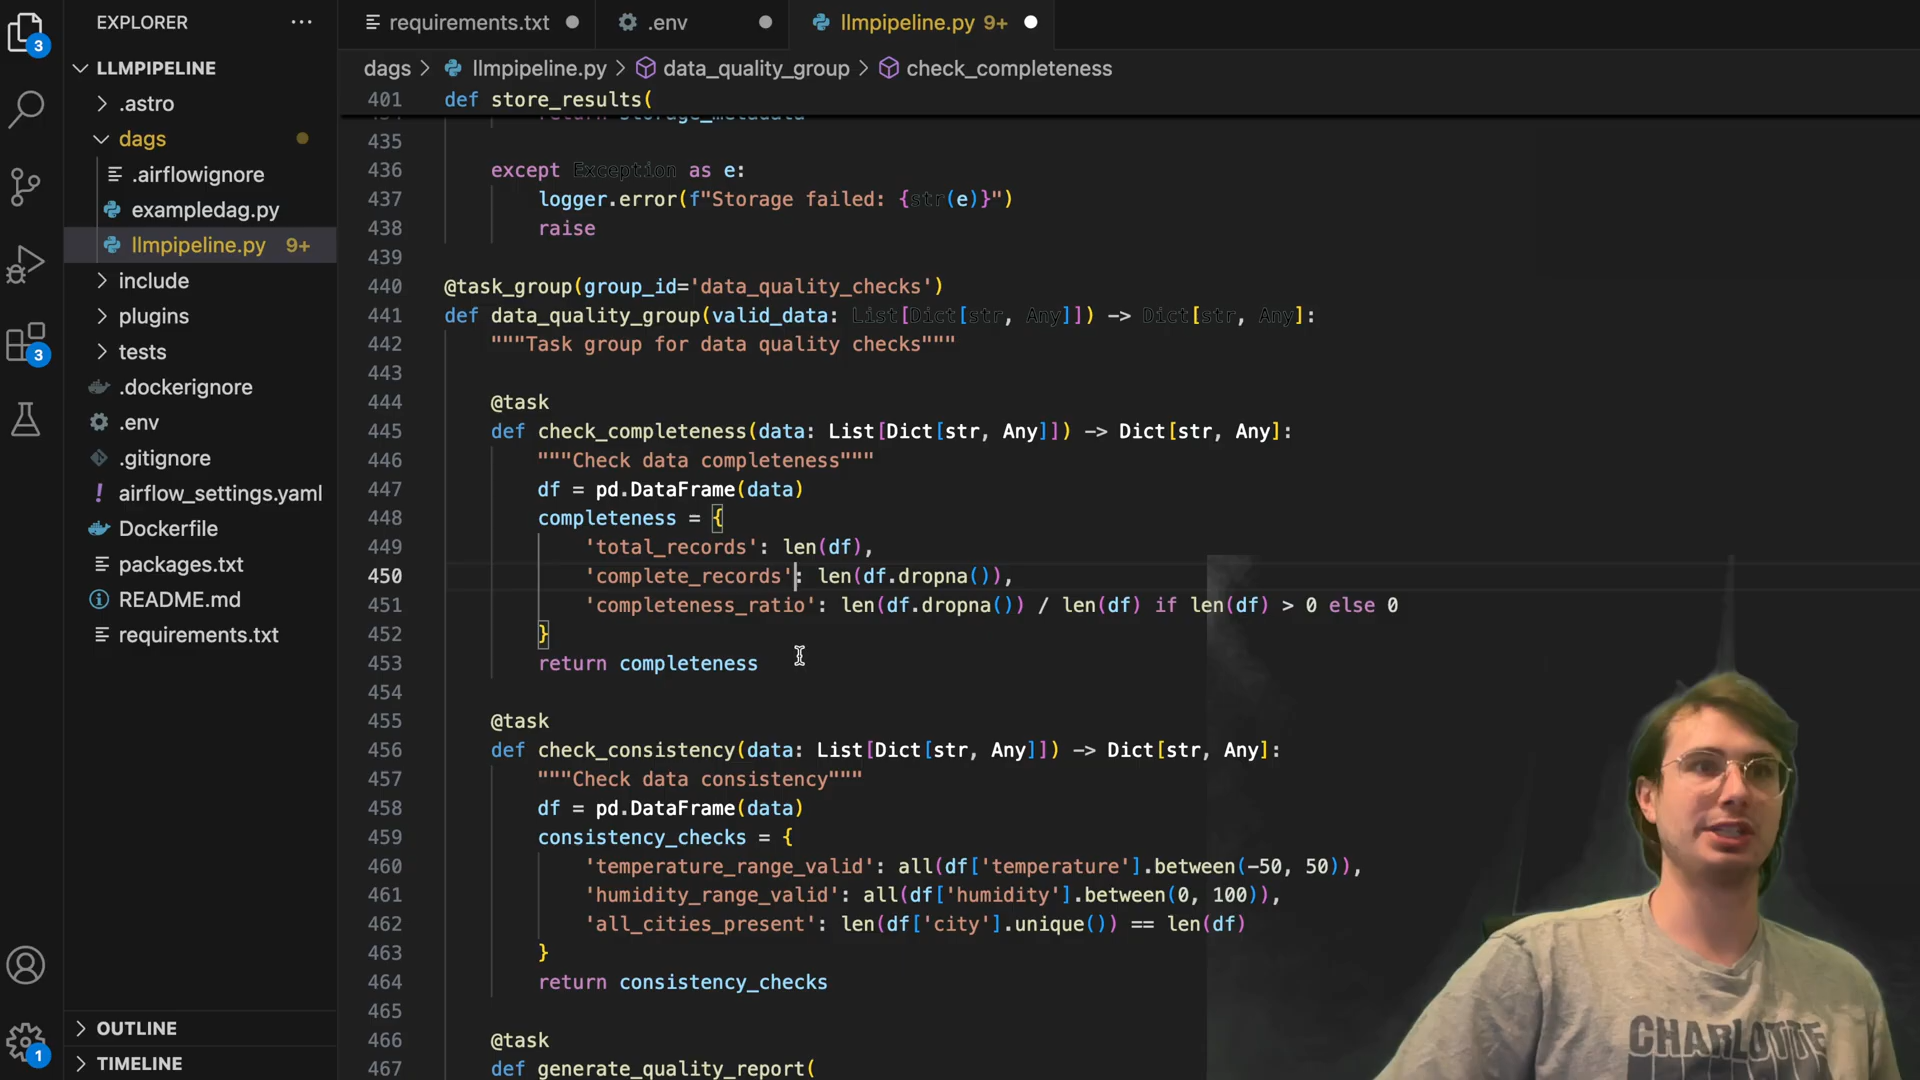 EXPLORER
requirements.txt
.env
llmpipeline.py 9+
3
LLMPIPELINE
dags > llmpipeline.py > data_quality_group > check_completeness
.astro
401 def store_results(
dags
return storage_metadata
435
.airflowignore
436 except Exception as e:
exampledag.py
437 logger.error(f"Storage failed: {str(e)}")
llmpipeline.py 9+
438 raise
439
include
440 @task_group(group_id='data_quality_checks')
plugins
441 def data_quality_group(valid_data: List[Dict[str, Any]]) -> Dict[str, Any]:
tests
3
442 """Task group for data quality checks"""
443
.dockerignore
444 @task
.env
445 def check_completeness(data: List[Dict[str, Any]]) -> Dict[str, Any]:
.gitignore
446 """Check data completeness"""
airflow_settings.yaml
447 df = pd.DataFrame(data)
Dockerfile
448 completeness = {
449 'total_records': len(df),
packages.txt
450 'complete_records': len(df.dropna()),
README.md
451 'completeness_ratio': len(df.dropna()) / len(df) if len(df) > 0 else 0
requirements.txt
452 }
453 return completeness
454
455 @task
456 def check_consistency(data: List[Dict[str, Any]]) -> Dict[str, Any]:
457 """Check data consistency"""
458 df = pd.DataFrame(data)
459 consistency_checks = {
460 'temperature_range_valid': all(df['temperature'].between(-50, 50)),
461 'humidity_range_valid': all(df['humidity'].between(0, 100)),
462 'all_cities_present': len(df['city'].unique()) == len(df)
463 }
464 return consistency_checks
465
466 @task
467 def generate_quality_report(
OUTLINE
TIMELINE
1
CHARLOTTE